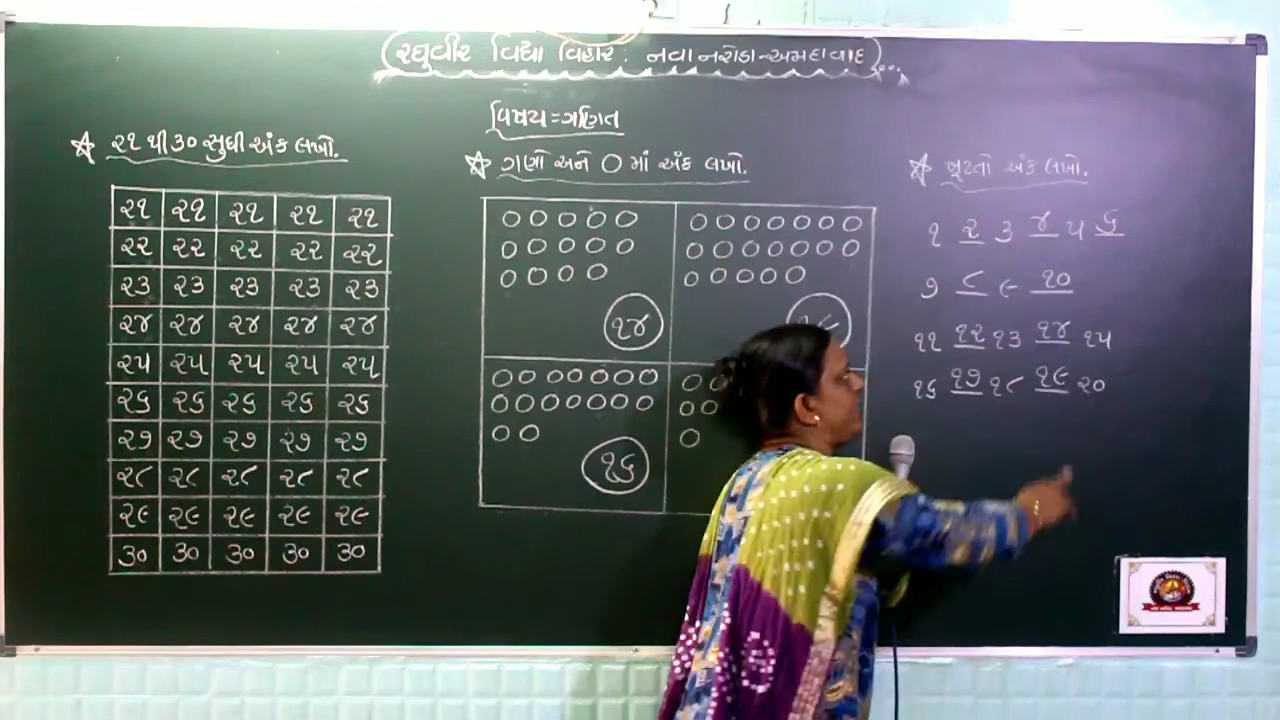 રઘુવીર વિદ્યા વિહાર: નવા નરોડા-અમદાવાદ...
વિષય=ગણિત
☆ ૨૧ થી ૩૦ સુધી અંક લખો.
૨૧ ૨૧ ૨૧ ૨૧ ૨૧
૨૨ ૨૨ ૨૨ ૨૨ ૨૨
૨૩ ૨૩ ૨૩ ૨૩ ૨૩
૨૪ ૨૪ ૨૪ ૨૪ ૨૪
૨૫ ૨૫ ૨૫ ૨૫ ૨૫
૨૬ ૨૬ ૨૬ ૨૬ ૨૬
૨૭ ૨૭ ૨૭ ૨૭ ૨૭
૨૮ ૨૮ ૨૮ ૨૮ ૨૮
૨૯ ૨૯ ૨૯ ૨૯ ૨૯
૩૦ ૩૦ ૩૦ ૩૦ ૩૦
☆ ગણો અને ○ માં અંક લખો.
૧૪
૧૬
☆ ખૂટતો અંક લખો.
૧ ૨ ૩ ૪ ૫ ૬
૭ ૮ ૯ ૧૦
૧૧ ૧૨ ૧૩ ૧૪ ૧૫
૧૬ ૧૭ ૧૮ ૧૯ ૨૦